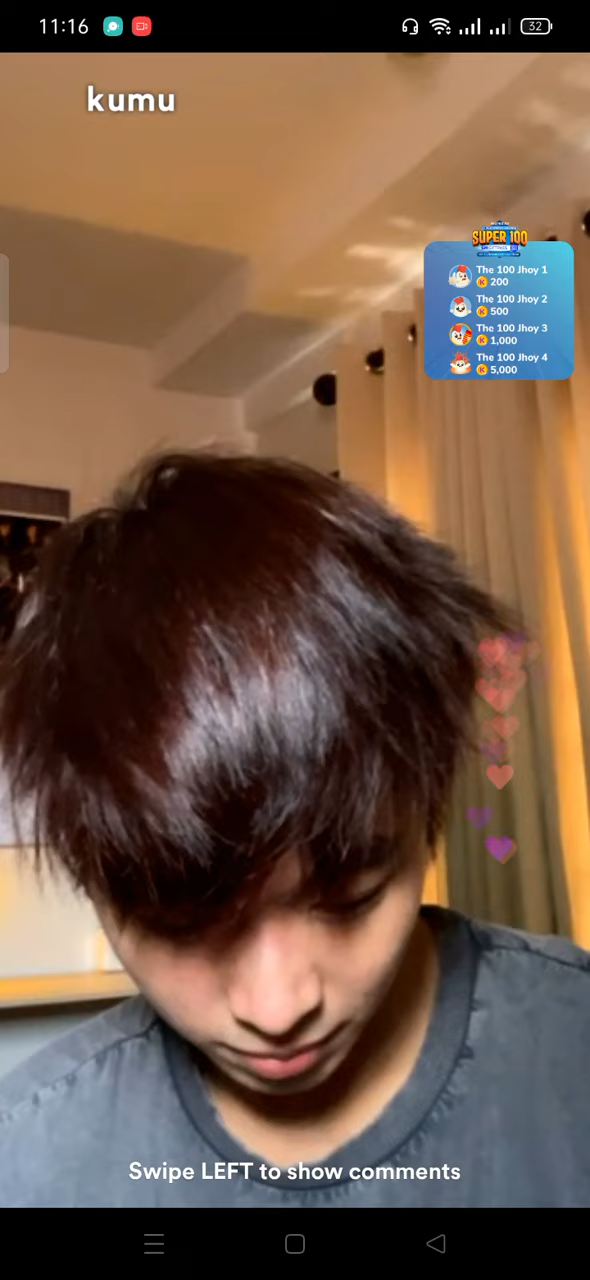 11:16
32
kumu
SUPER 100
The 100 Jhoy 1
200
The 100 Jhoy 2
500
The 100 Jhoy 3
1,000
The 100 Jhoy 4
5,000
Swipe LEFT to show comments